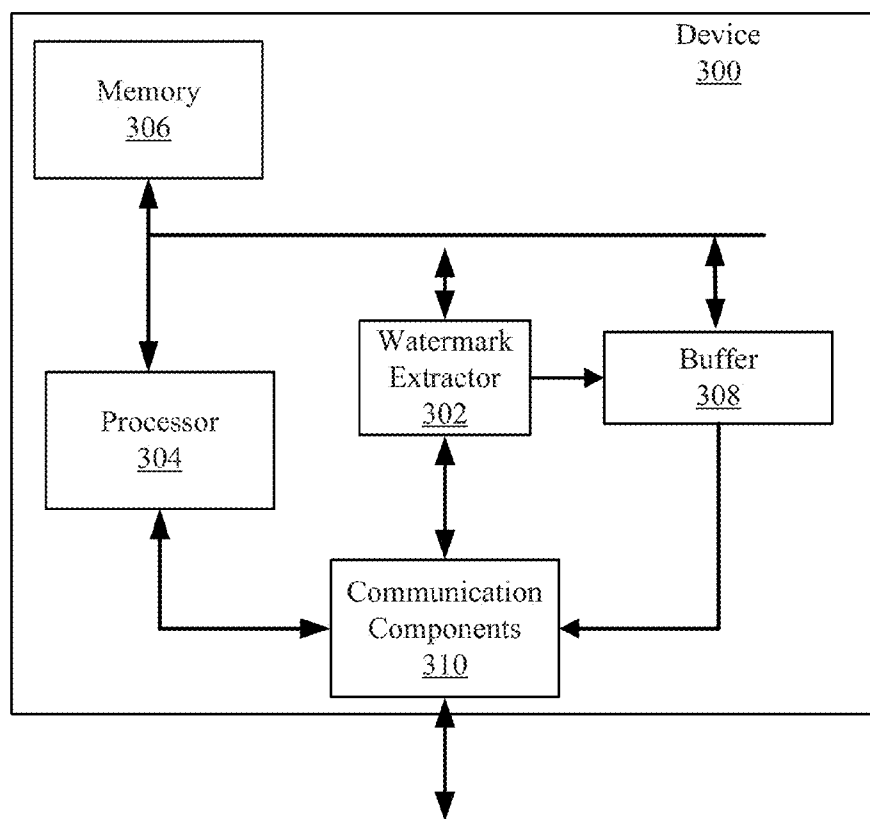 Device
300
Memory
306
Watermark
Extractor
302
Buffer
308
Processor
304
Communication
Components
310